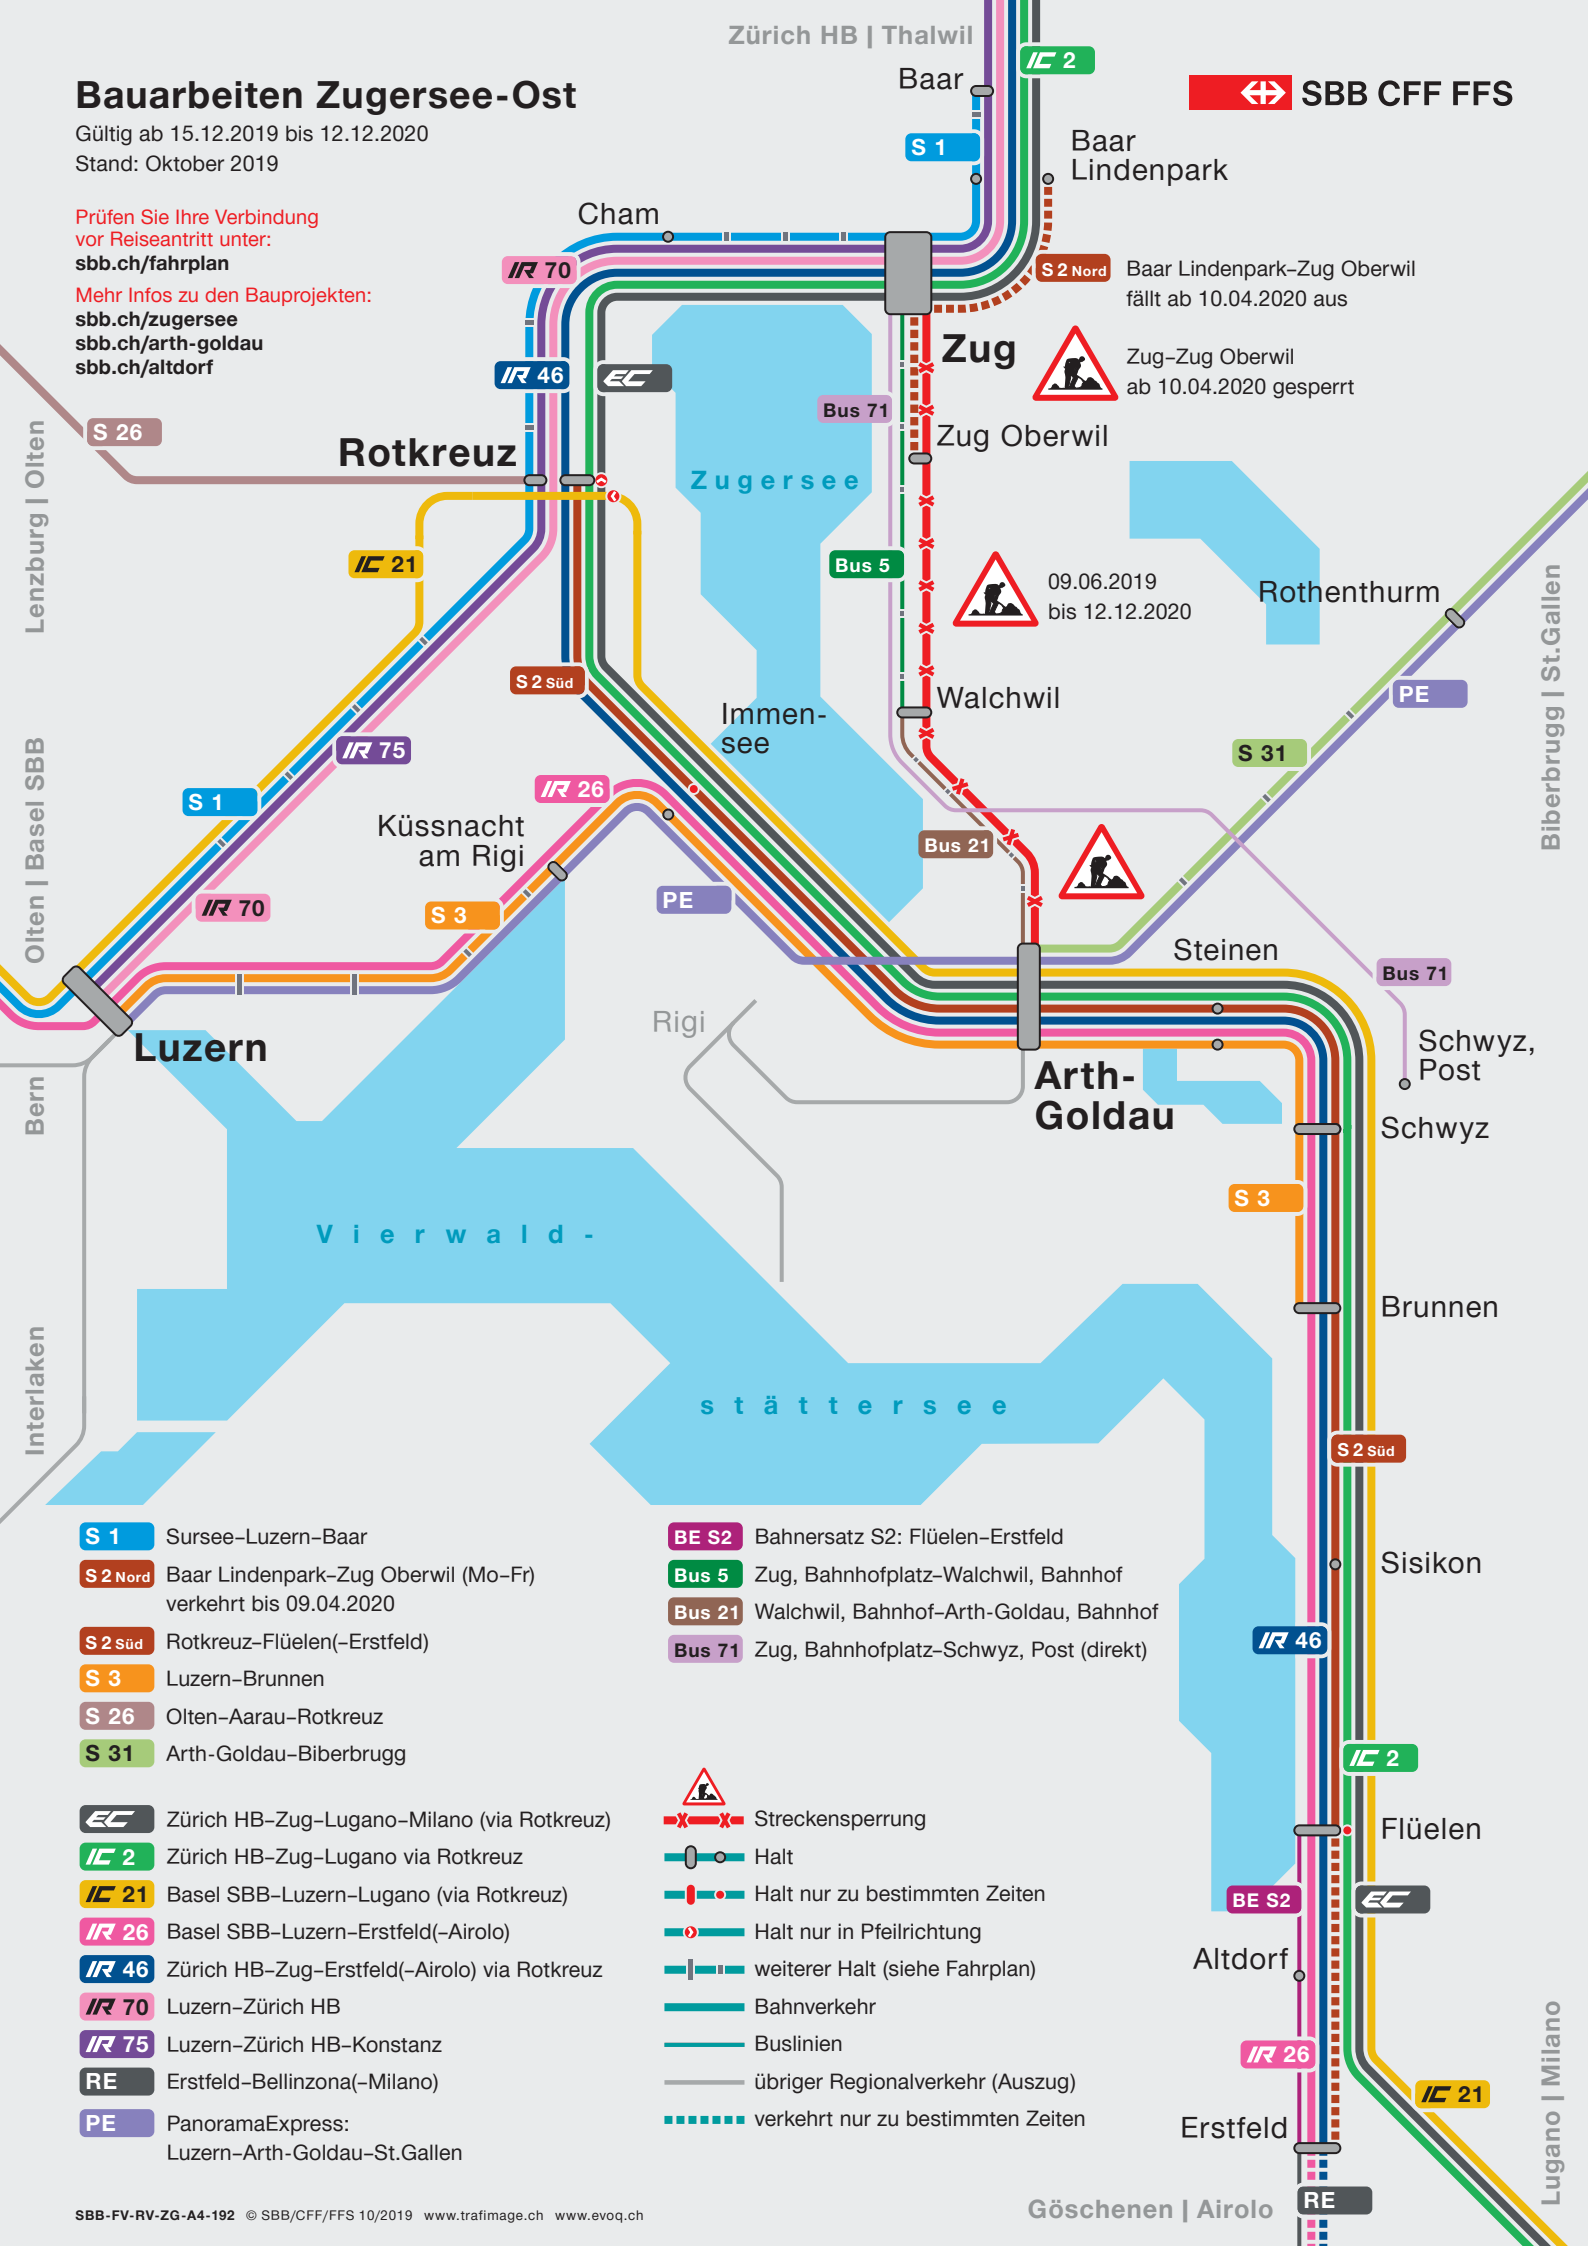 Zürich HB | Thalwil
IC 2
Baar
Bauarbeiten Zugersee-Ost
SBB CFF FFS
Gültig ab 15.12.2019 bis 12.12.2020
Stand: Oktober 2019
S 1
Baar
Lindenpark
Prüfen Sie Ihre Verbindung
vor Reiseantritt unter:
sbb.ch/fahrplan
Mehr Infos zu den Bauprojekten:
sbb.ch/zugersee
sbb.ch/arth-goldau
sbb.ch/altdorf
Cham
IR 70
S 2 Nord
Baar Lindenpark–Zug Oberwil
fällt ab 10.04.2020 aus
Zug
Zug–Zug Oberwil
ab 10.04.2020 gesperrt
IR 46
EC
Bus 71
S 26
Zug Oberwil
Rotkreuz
Zugersee
Lenzburg | Olten
IC 21
Bus 5
09.06.2019
bis 12.12.2020
Rothenthurm
Biberbrugg | St.Gallen
S 2 Süd
Walchwil
PE
Immen-
see
IR 75
S 31
IR 26
S 1
Olten | Basel SBB
Küssnacht
am Rigi
Bus 21
IR 70
S 3
PE
Steinen
Bus 71
Rigi
Luzern
Schwyz,
Post
Arth-
Goldau
Bern
Schwyz
S 3
Vierwald-
Brunnen
Interlaken
stättersee
S 2 Süd
Sisikon
IR 46
IC 2
Flüelen
BE S2
EC
Altdorf
IR 26
IC 21
Erstfeld
Lugano | Milano
RE
Göschenen | Airolo
S 1 Sursee–Luzern–Baar
S 2 Nord Baar Lindenpark–Zug Oberwil (Mo–Fr)
verkehrt bis 09.04.2020
S 2 Süd Rotkreuz–Flüelen(–Erstfeld)
S 3 Luzern–Brunnen
S 26 Olten–Aarau–Rotkreuz
S 31 Arth-Goldau–Biberbrugg
EC Zürich HB–Zug–Lugano–Milano (via Rotkreuz)
IC 2 Zürich HB–Zug–Lugano via Rotkreuz
IC 21 Basel SBB–Luzern–Lugano (via Rotkreuz)
IR 26 Basel SBB–Luzern–Erstfeld(–Airolo)
IR 46 Zürich HB–Zug–Erstfeld(–Airolo) via Rotkreuz
IR 70 Luzern–Zürich HB
IR 75 Luzern–Zürich HB–Konstanz
RE Erstfeld–Bellinzona(–Milano)
PE PanoramaExpress:
Luzern–Arth-Goldau–St.Gallen
BE S2 Bahnersatz S2: Flüelen–Erstfeld
Bus 5 Zug, Bahnhofplatz–Walchwil, Bahnhof
Bus 21 Walchwil, Bahnhof–Arth-Goldau, Bahnhof
Bus 71 Zug, Bahnhofplatz–Schwyz, Post (direkt)
Streckensperrung
Halt
Halt nur zu bestimmten Zeiten
Halt nur in Pfeilrichtung
weiterer Halt (siehe Fahrplan)
Bahnverkehr
Buslinien
übriger Regionalverkehr (Auszug)
verkehrt nur zu bestimmten Zeiten
SBB-FV-RV-ZG-A4-192 © SBB/CFF/FFS 10/2019 www.trafimage.ch www.evoq.ch